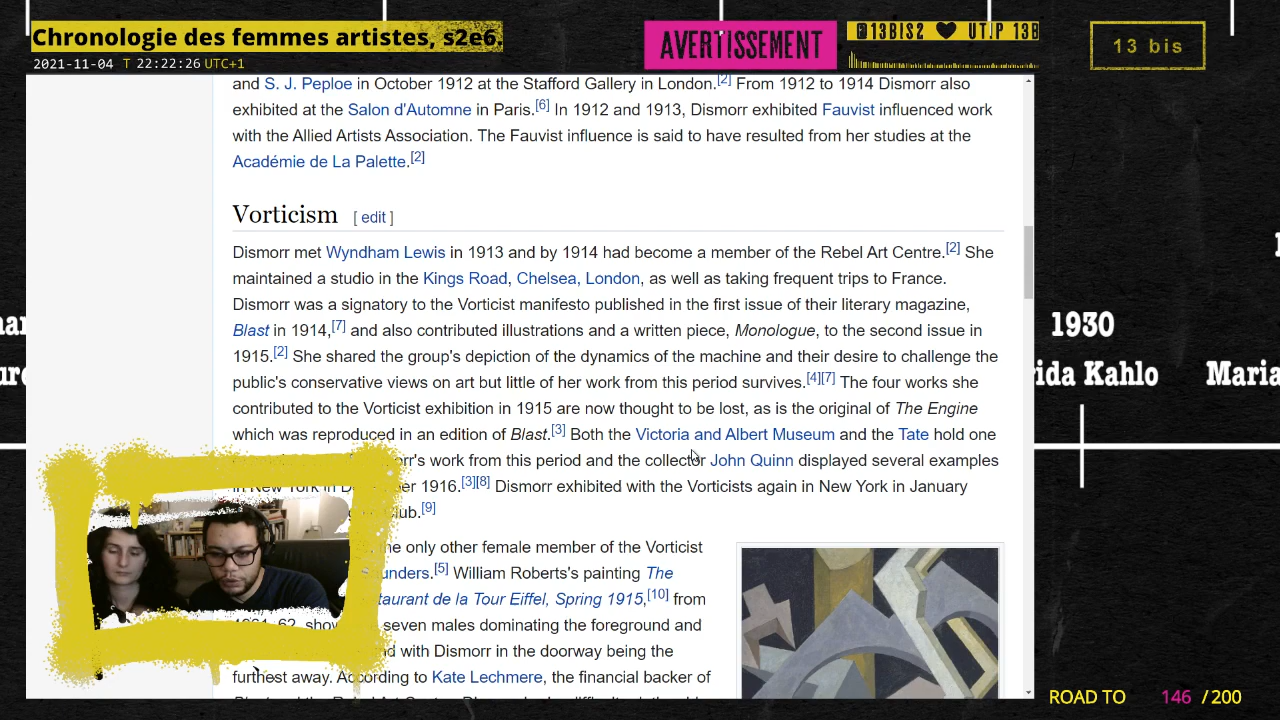 Chronologie des femmes artistes, s2e6.
2021-11-04 T 22:22:26 UTC+1
AVERTISSEMENT
@13BIS2 ❤ UT.P 13B
13 bis
and S. J. Peploe in October 1912 at the Stafford Gallery in London.[2] From 1912 to 1914 Dismorr also
exhibited at the Salon d'Automne in Paris.[6] In 1912 and 1913, Dismorr exhibited Fauvist influenced work
with the Allied Artists Association. The Fauvist influence is said to have resulted from her studies at the
Académie de La Palette.[2]
Vorticism [ edit ]
Dismorr met Wyndham Lewis in 1913 and by 1914 had become a member of the Rebel Art Centre.[2] She
maintained a studio in the Kings Road, Chelsea, London, as well as taking frequent trips to France.
Dismorr was a signatory to the Vorticist manifesto published in the first issue of their literary magazine,
Blast in 1914,[7] and also contributed illustrations and a written piece, Monologue, to the second issue in
1915.[2] She shared the group's depiction of the dynamics of the machine and their desire to challenge the
public's conservative views on art but little of her work from this period survives.[4][7] The four works she
contributed to the Vorticist exhibition in 1915 are now thought to be lost, as is the original of The Engine
which was reproduced in an edition of Blast.[3] Both the Victoria and Albert Museum and the Tate hold one
orr's work from this period and the collector John Quinn displayed several examples
in New York in D er 1916.[3][8] Dismorr exhibited with the Vorticists again in New York in January
ub.[9]
he only other female member of the Vorticist
unders.[5] William Roberts's painting The
taurant de la Tour Eiffel, Spring 1915,[10] from
seven males dominating the foreground and
d with Dismorr in the doorway being the
furthest away. According to Kate Lechmere, the financial backer of
1930
rida Kahlo
Maria
ROAD TO 146 / 200